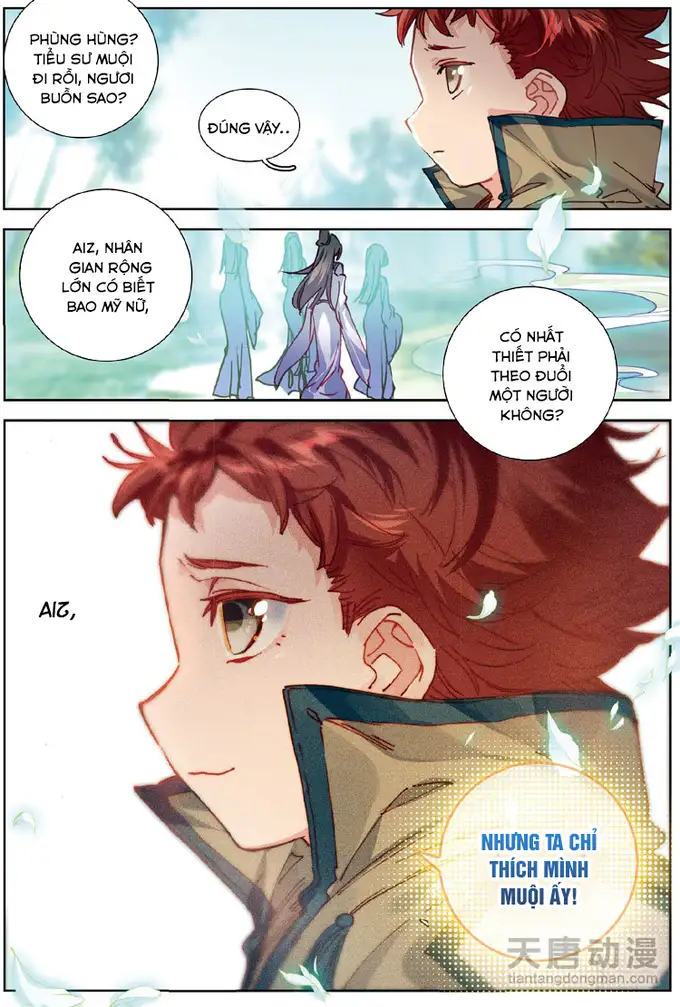 PHÙNG HÙNG?
TIỂU SƯ MUỘI
ĐI RỒI, NGƯƠI
BUỒN SAO?
ĐÚNG VẬY..
AIZ, NHÂN
GIAN RỘNG
LỚN CÓ BIẾT
BAO MỸ NỮ,
CÓ NHẤT
THIẾT PHẢI
THEO ĐUỔI
MỘT NGƯỜI
KHÔNG?
AIZ,
NHƯNG TA CHỈ
THÍCH MÌNH
MUỘI ẤY!
天唐动漫
tiantangdongman.com